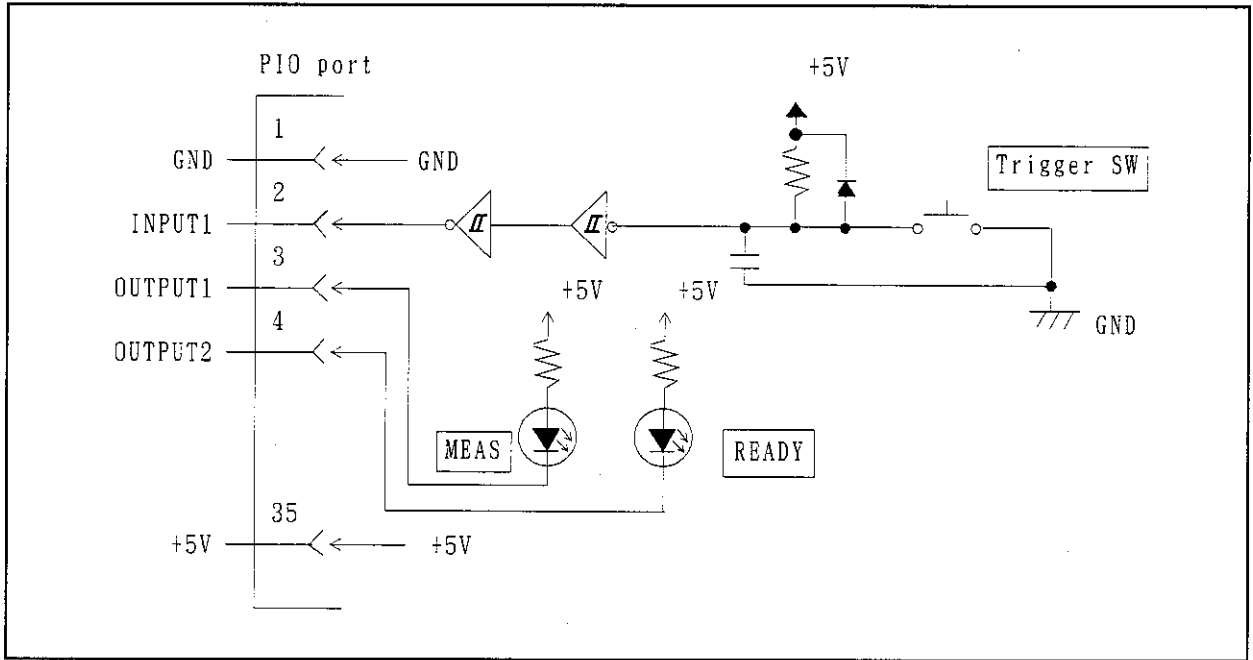 PIO port
+5V
1
GND
GND
Trigger SW
2
INPUT1
3
OUTPUT1
+5V
+5V
4
GND
OUTPUT2
MEAS
READY
35
+5V
+5V